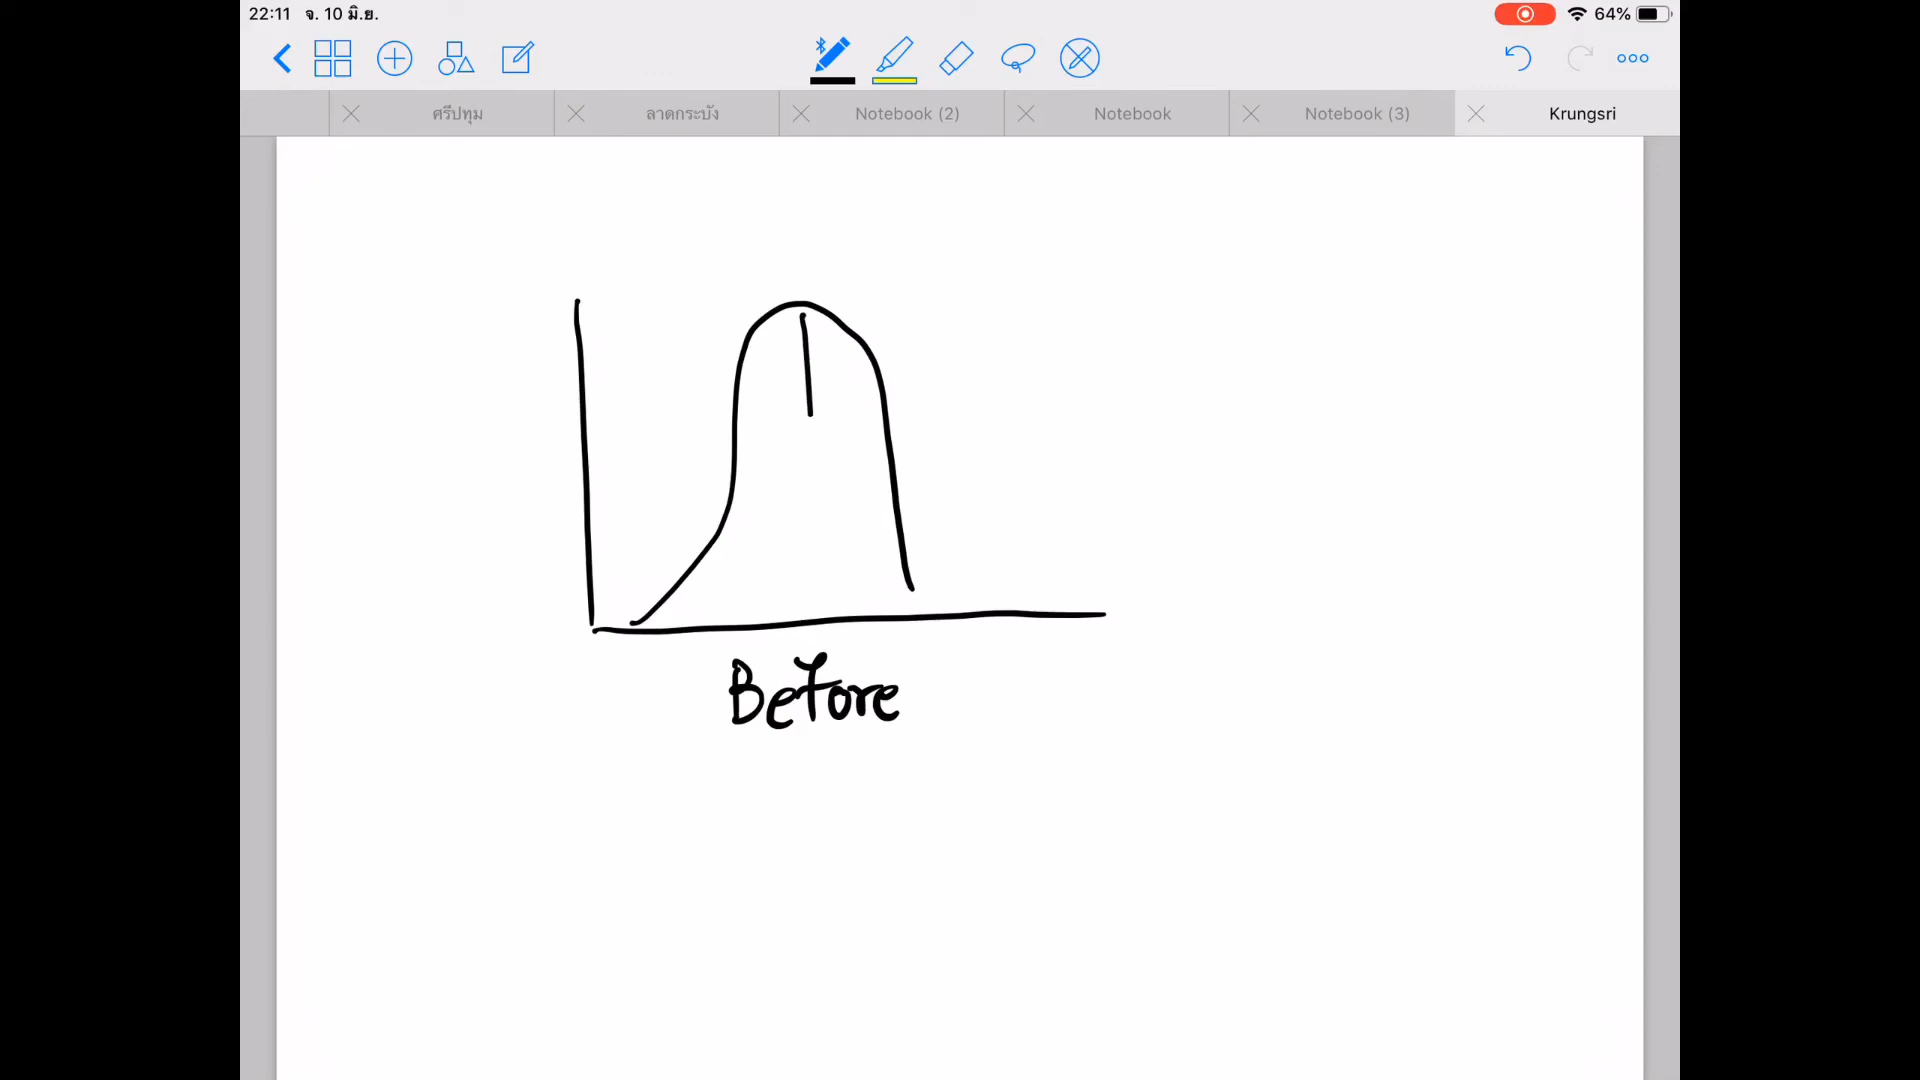 22:11 จ. 10 มิ.ย. 64%
ศรีปทุม ลาดกระบัง Notebook (2) Notebook Notebook (3) Krungsri
Before